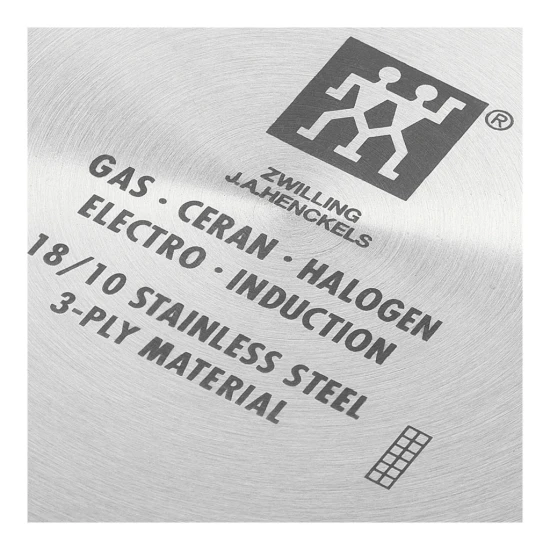 ®
ZWILLING
J.A.HENCKELS
GAS · CERAN · HALOGEN
ELECTRO · INDUCTION
18/10 STAINLESS STEEL
3-PLY MATERIAL